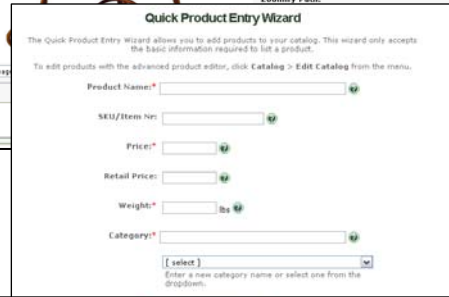 Quick Product Entry Wizard
The Quick Product Entry Wizard allows you to add products to your catalog. This wizard only accepts
the basic information required to list a product.
To edit products with the advanced product editor, click Catalog > Edit Catalog from the menu.
Product Name:*
SKU/Item Nr:
Price:*
Retail Price:
Weight:* lbs
Category:*
[ select ]
Enter a new category name or select one from the
dropdown.